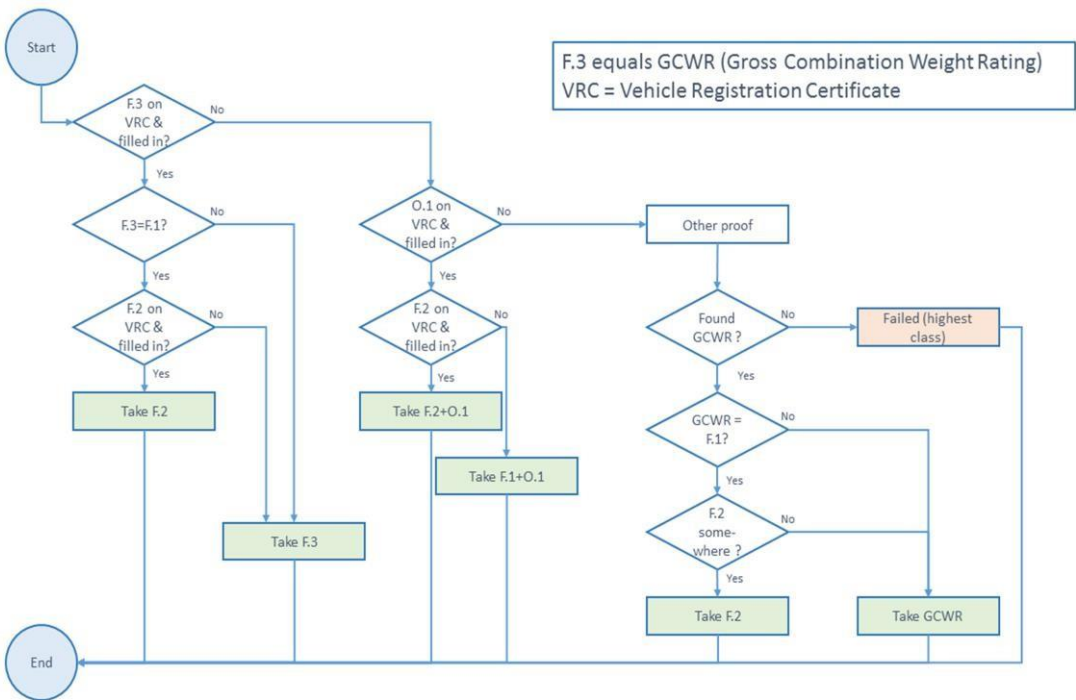 Start
F.3 equals GCWR (Gross Combination Weight Rating)
VRC = Vehicle Registration Certificate
F.3 on
VRC &
filled in?
No
Yes
F.3=F.1?
No
Yes
F.2 on
VRC &
filled in?
No
Yes
Take F.2
Take F.3
O.1 on
VRC &
filled in?
No
Yes
F.2 on
VRC &
filled in?
No
Yes
Take F.2+O.1
Take F.1+O.1
Other proof
Found
GCWR ?
No
Failed (highest
class)
Yes
GCWR =
F.1?
No
Yes
F.2
some-
where ?
No
Yes
Take F.2
Take GCWR
End